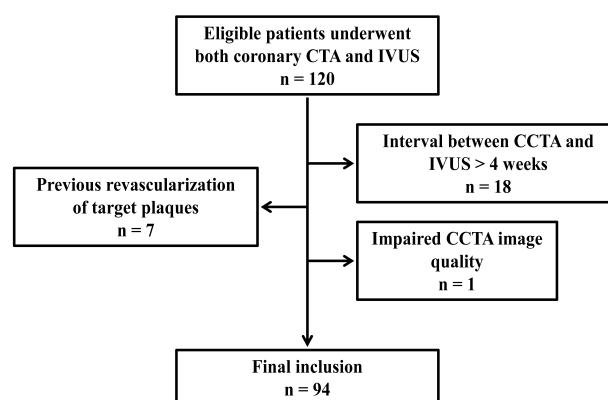 Eligible patients underwent
both coronary CTA and IVUS
n = 120
Interval between CCTA and
IVUS > 4 weeks
n = 18
Previous revascularization
of target plaques
n = 7
Impaired CCTA image
quality
n = 1
Final inclusion
n = 94